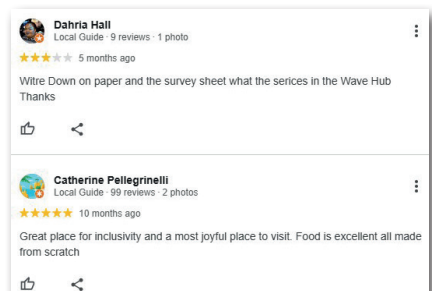 Dahria Hall
Local Guide · 9 reviews · 1 photo
5 months ago
Witre Down on paper and the survey sheet what the serices in the Wave Hub
Thanks
Catherine Pellegrinelli
Local Guide · 99 reviews · 2 photos
10 months ago
Great place for inclusivity and a most joyful place to visit. Food is excellent all made
from scratch